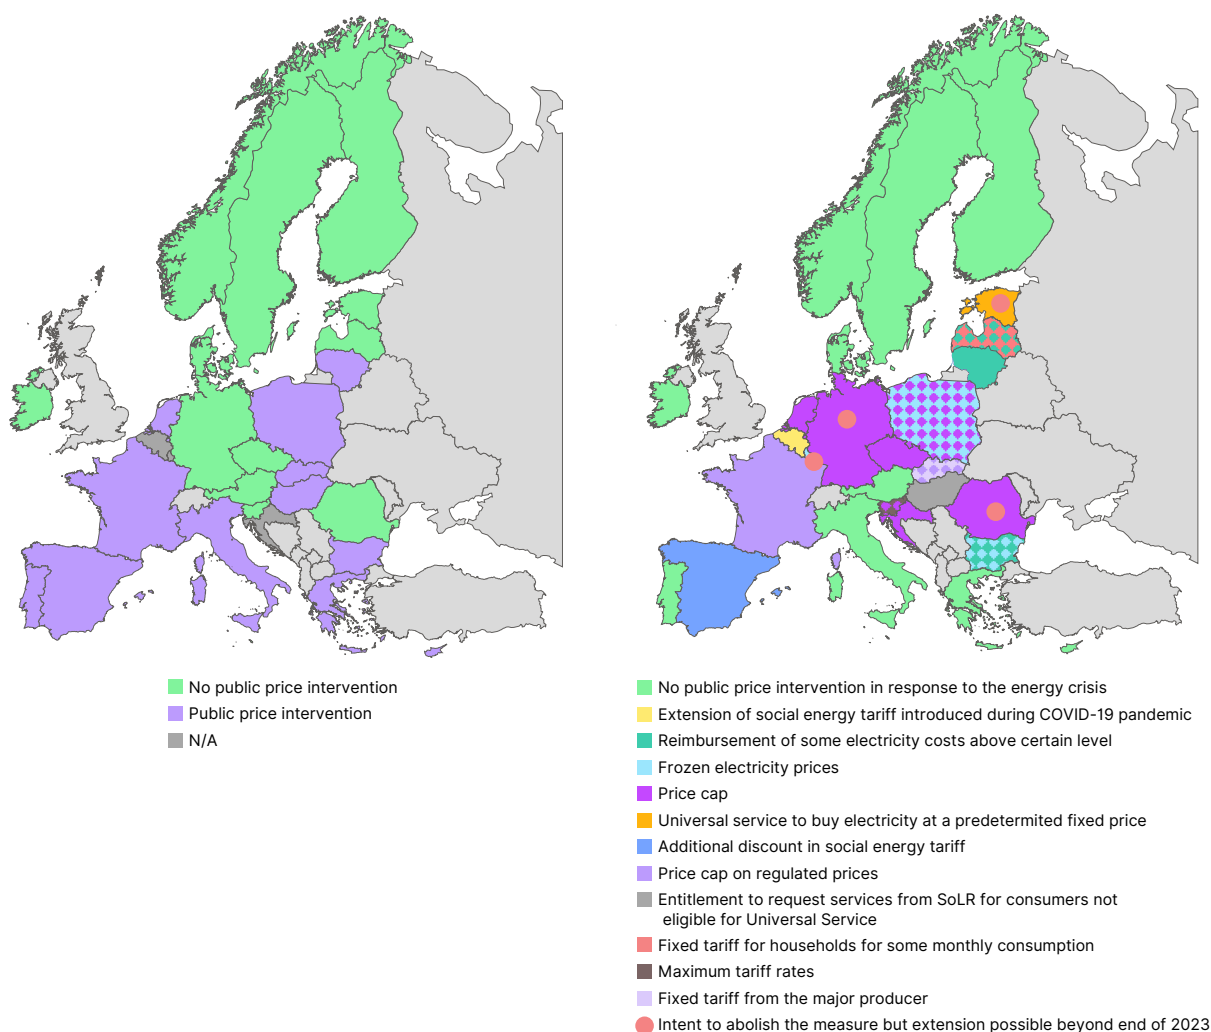 No public price intervention
Public price intervention
N/A
No public price intervention in response to the energy crisis
Extension of social energy tariff introduced during COVID-19 pandemic
Reimbursement of some electricity costs above certain level
Frozen electricity prices
Price cap
Universal service to buy electricity at a predetermited fixed price
Additional discount in social energy tariff
Price cap on regulated prices
Entitlement to request services from SoLR for consumers not
eligible for Universal Service
Fixed tariff for households for some monthly consumption
Maximum tariff rates
Fixed tariff from the major producer
Intent to abolish the measure but extension possible beyond end of 2023